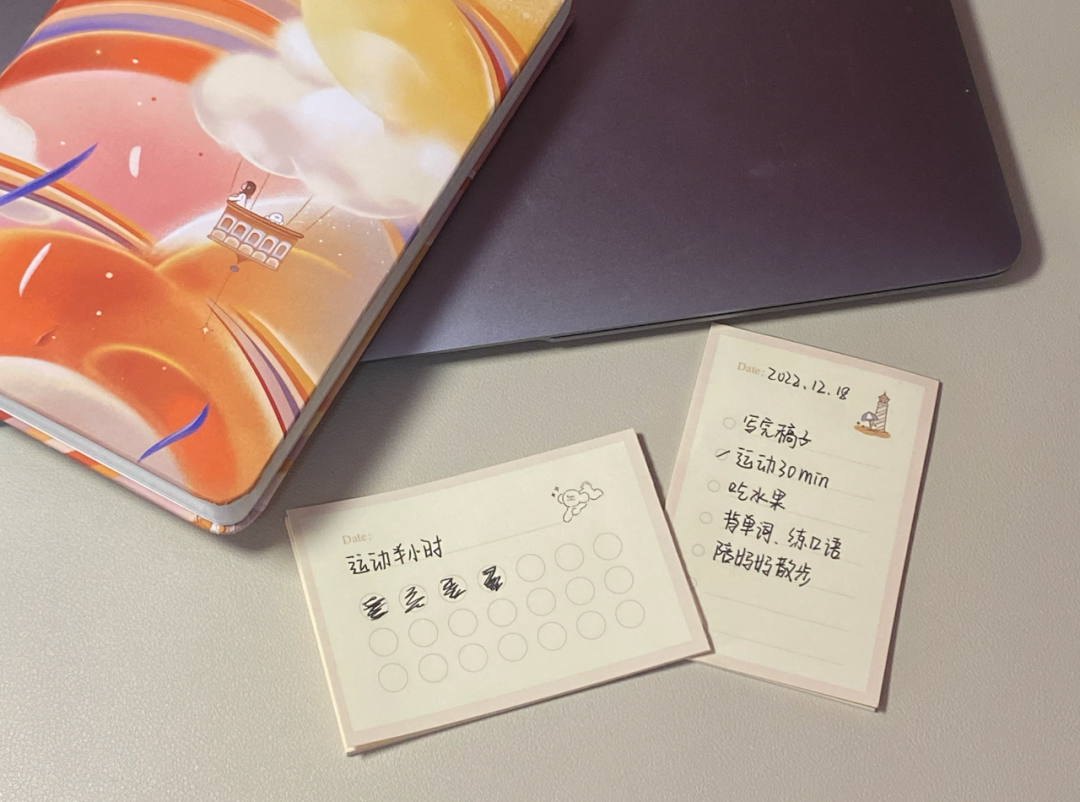 Date:
运动半小时
Date: 2022.12.18
写完稿子
运动30min
吃水果
背单词、练口语
陪妈妈散步